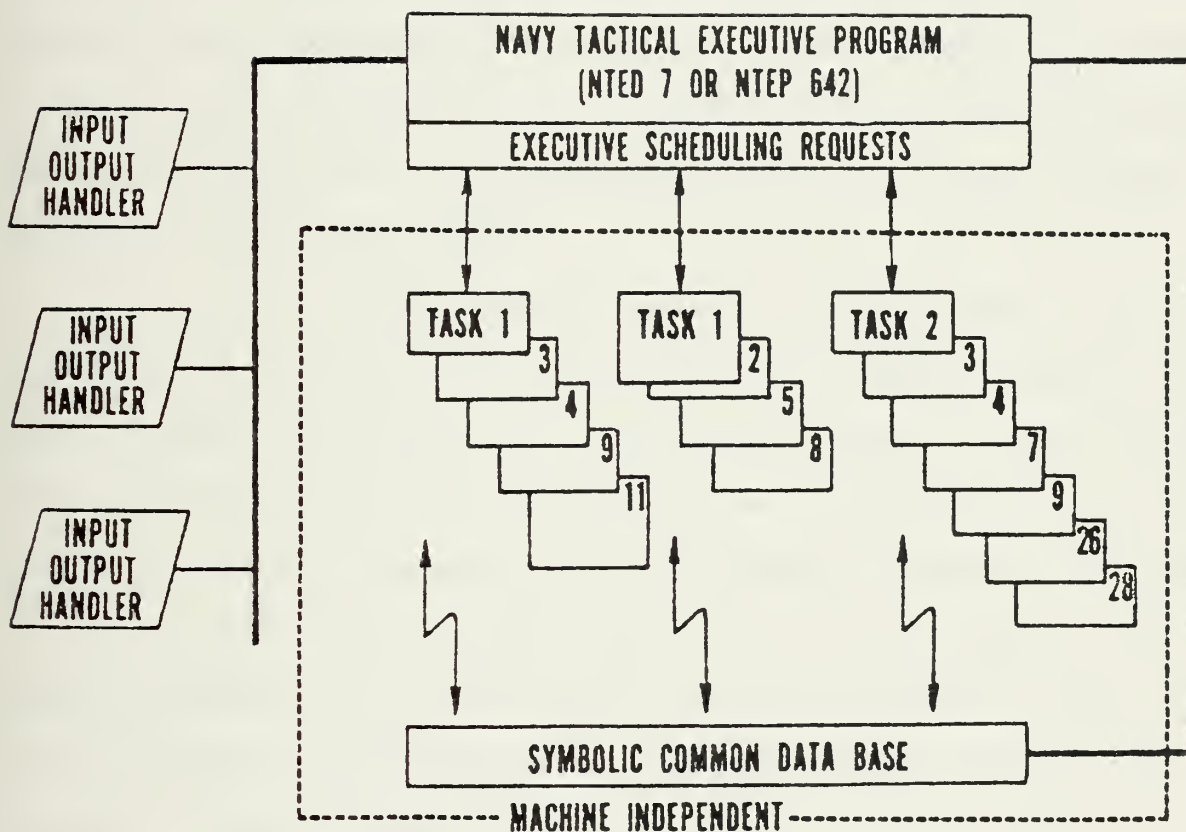 NAVY TACTICAL EXECUTIVE PROGRAM
(NTED 7 OR NTEP 642)
EXECUTIVE SCHEDULING REQUESTS
INPUT
OUTPUT
HANDLER
INPUT
OUTPUT
HANDLER
INPUT
OUTPUT
HANDLER
TASK 1
3
4
9
11
TASK 1
2
5
8
TASK 2
3
4
7
9
26
28
SYMBOLIC COMMON DATA BASE
MACHINE INDEPENDENT